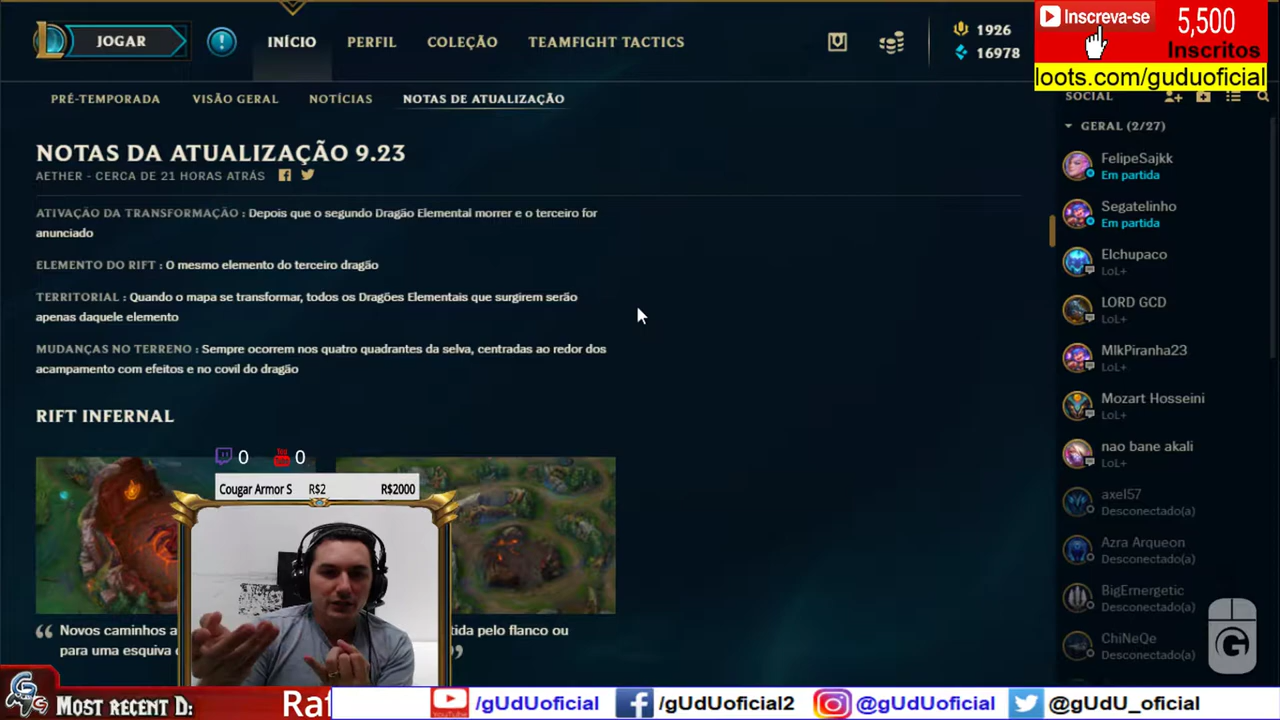 JOGAR
INÍCIO
PERFIL
COLEÇÃO
TEAMFIGHT TACTICS
1926
16978
Inscreva-se
5,500
Inscritos
loots.com/guduoficial
PRÉ-TEMPORADA
VISÃO GERAL
NOTÍCIAS
NOTAS DE ATUALIZAÇÃO
NOTAS DA ATUALIZAÇÃO 9.23
AETHER - CERCA DE 21 HORAS ATRÁS
ATIVAÇÃO DA TRANSFORMAÇÃO : Depois que o segundo Dragão Elemental morrer e o terceiro for
anunciado
ELEMENTO DO RIFT : O mesmo elemento do terceiro dragão
TERRITORIAL : Quando o mapa se transformar, todos os Dragões Elementais que surgirem serão
apenas daquele elemento
MUDANÇAS NO TERRENO : Sempre ocorrem nos quatro quadrantes da selva, centradas ao redor dos
acampamento com efeitos e no covil do dragão
RIFT INFERNAL
0
0
Cougar Armor S R$2 R$2000
Novos caminhos a
tida pelo flanco ou
para uma esquiva
SOCIAL
GERAL (2/27)
FelipeSajkk
Em partida
Segatelinho
Em partida
Elchupaco
LoL+
LORD GCD
LoL+
MlkPiranha23
LoL+
Mozart Hosseini
LoL+
nao bane akali
LoL+
axel57
Desconectado(a)
Azra Arqueon
Desconectado(a)
BigEmergetic
Desconectado(a)
ChiNeQe
Desconectado(a)
MOST RECENT D:
/gUdUoficial
/gUdUoficial2
@gUdUoficial
@gUdU_oficial